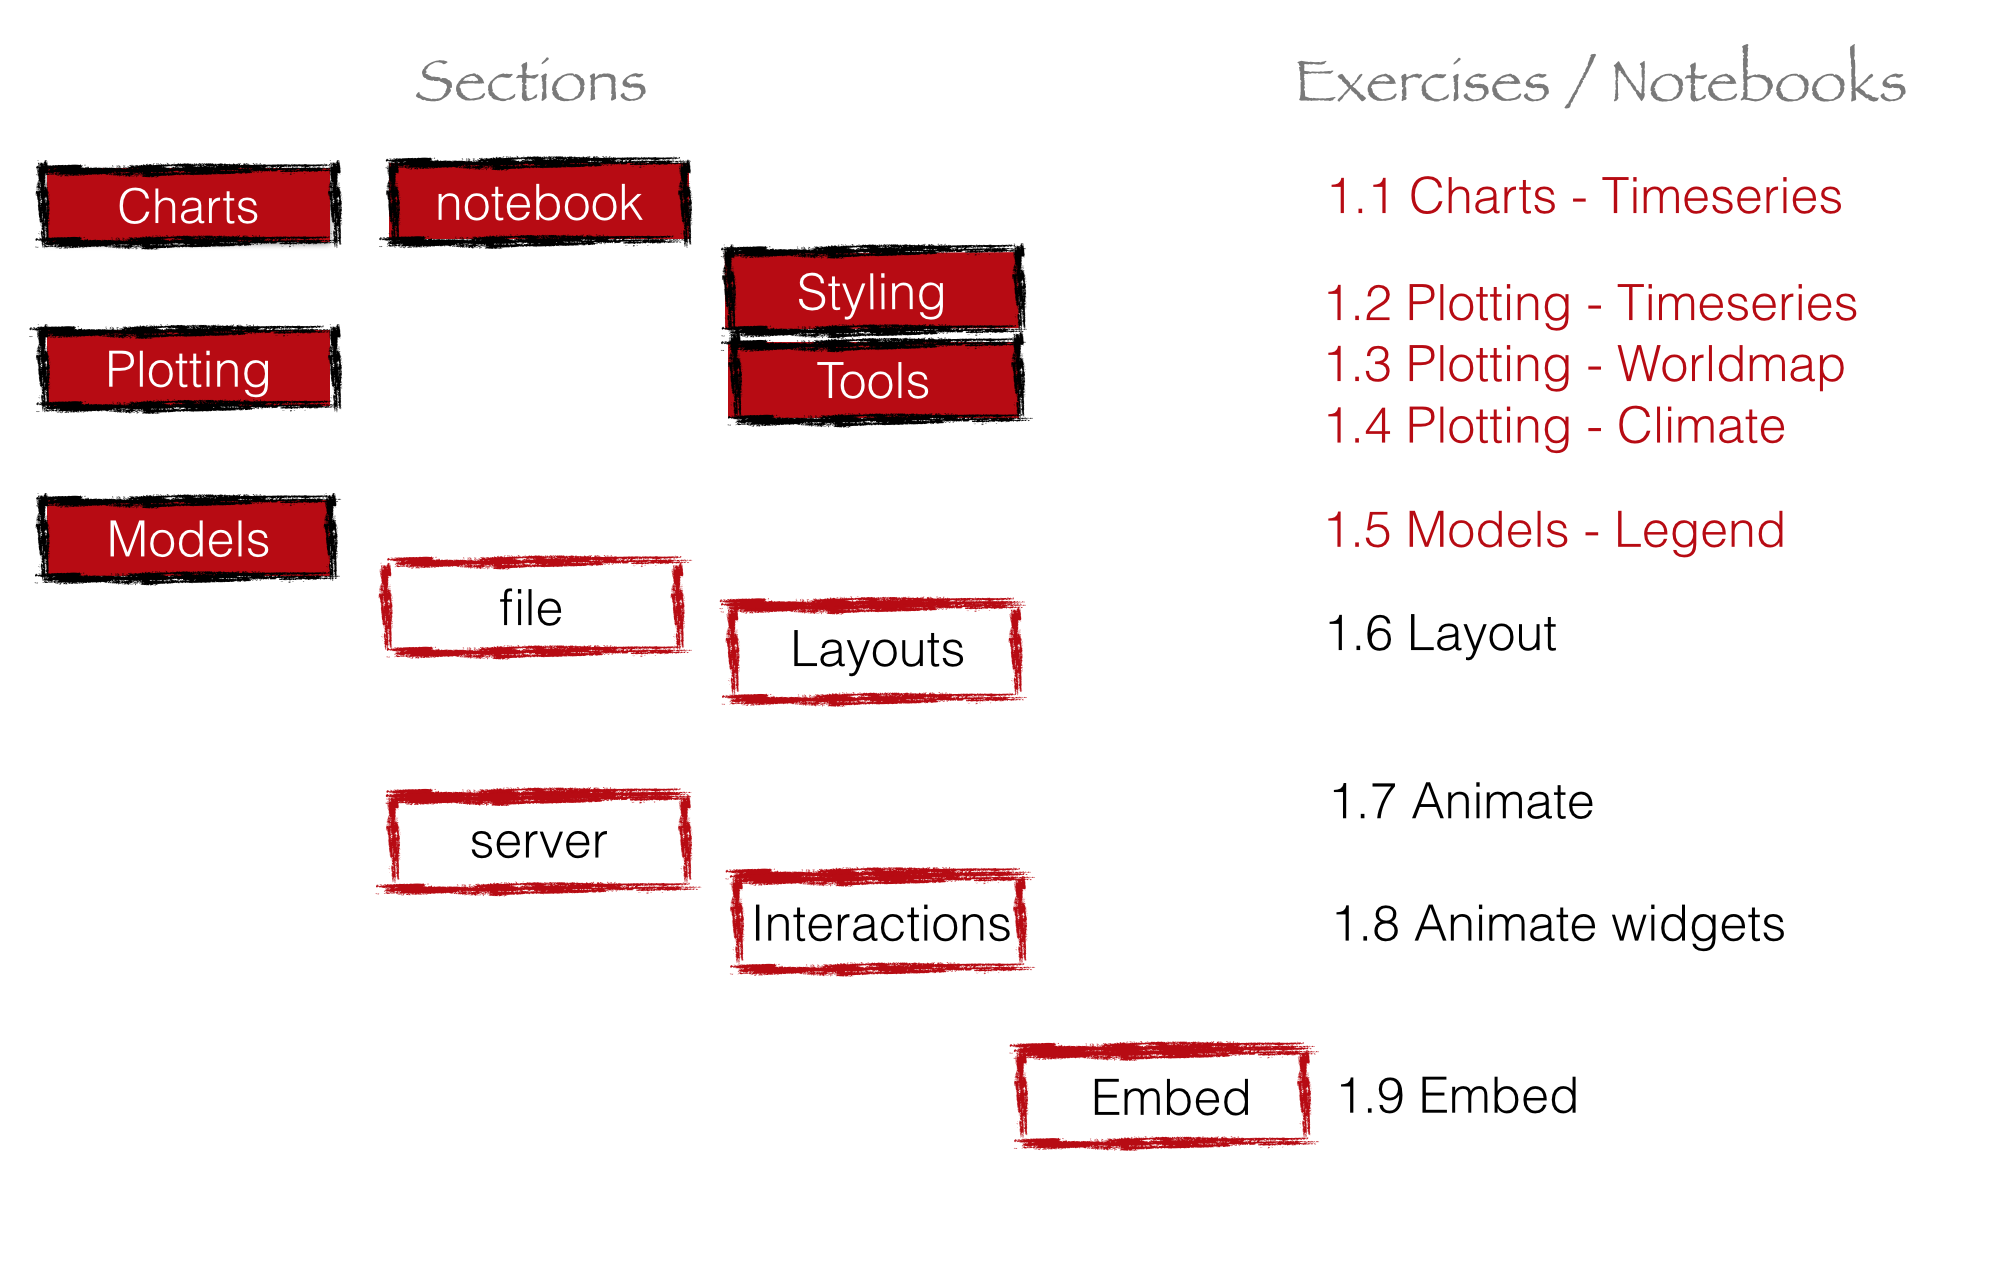 Sections
Exercises / Notebooks
Charts
notebook
1.1 Charts - Timeseries
Styling
1.2 Plotting - Timeseries
Plotting
Tools
1.3 Plotting - Worldmap
1.4 Plotting - Climate
Models
1.5 Models - Legend
file
Layouts
1.6 Layout
server
1.7 Animate
Interactions
1.8 Animate widgets
Embed
1.9 Embed